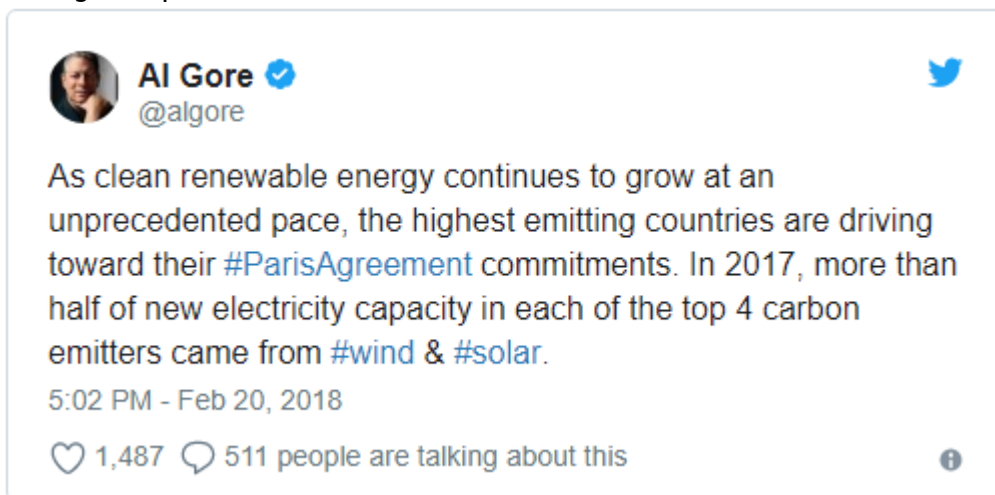 Al Gore
@algore
As clean renewable energy continues to grow at an
unprecedented pace, the highest emitting countries are driving
toward their #ParisAgreement commitments. In 2017, more than
half of new electricity capacity in each of the top 4 carbon
emitters came from #wind & #solar.
5:02 PM - Feb 20, 2018
1,487 511 people are talking about this